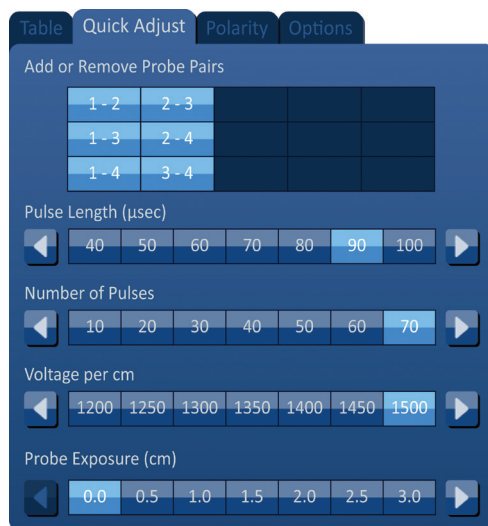 Table Quick Adjust Polarity Options
Add or Remove Probe Pairs
1 - 2 2 - 3
1 - 3 2 - 4
1 - 4 3 - 4
Pulse Length (μsec)
40 50 60 70 80 90 100
Number of Pulses
10 20 30 40 50 60 70
Voltage per cm
1200 1250 1300 1350 1400 1450 1500
Probe Exposure (cm)
0.0 0.5 1.0 1.5 2.0 2.5 3.0